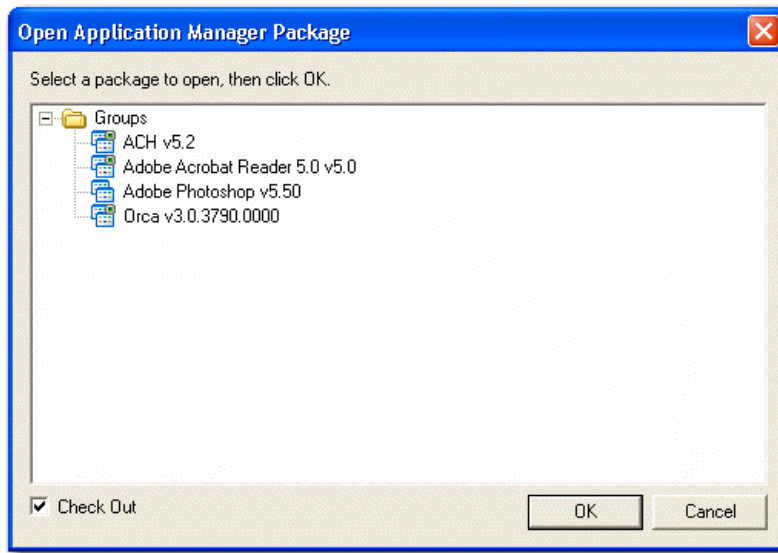 Open Application Manager Package
Select a package to open, then click OK.
Groups
ACH v5.2
Adobe Acrobat Reader 5.0 v5.0
Adobe Photoshop v5.50
Orca v3.0.3790.0000
Check Out
OK
Cancel